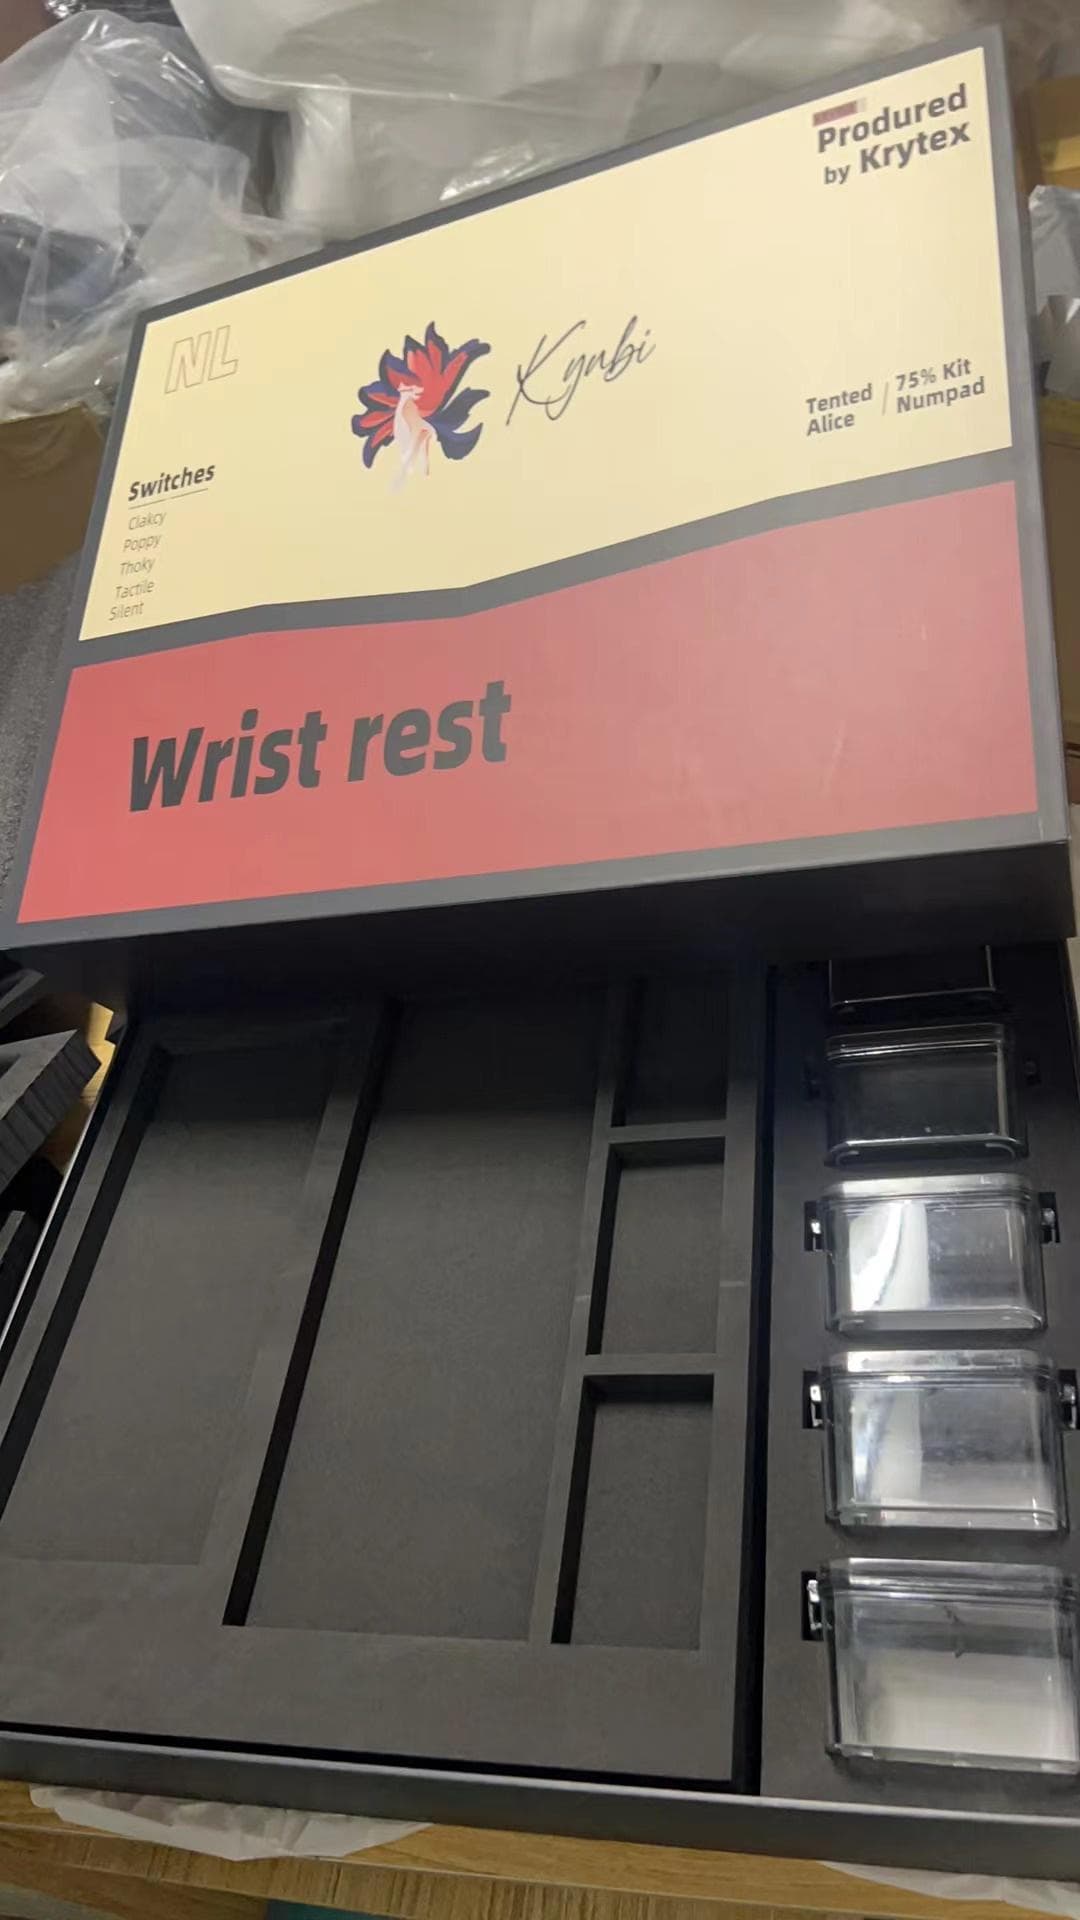 Produred
by Krytex
NL
Kyubi
Tented
Alice
75% Kit
Numpad
Switches
Clakcy
Poppy
Thoky
Tactile
Silent
Wrist rest